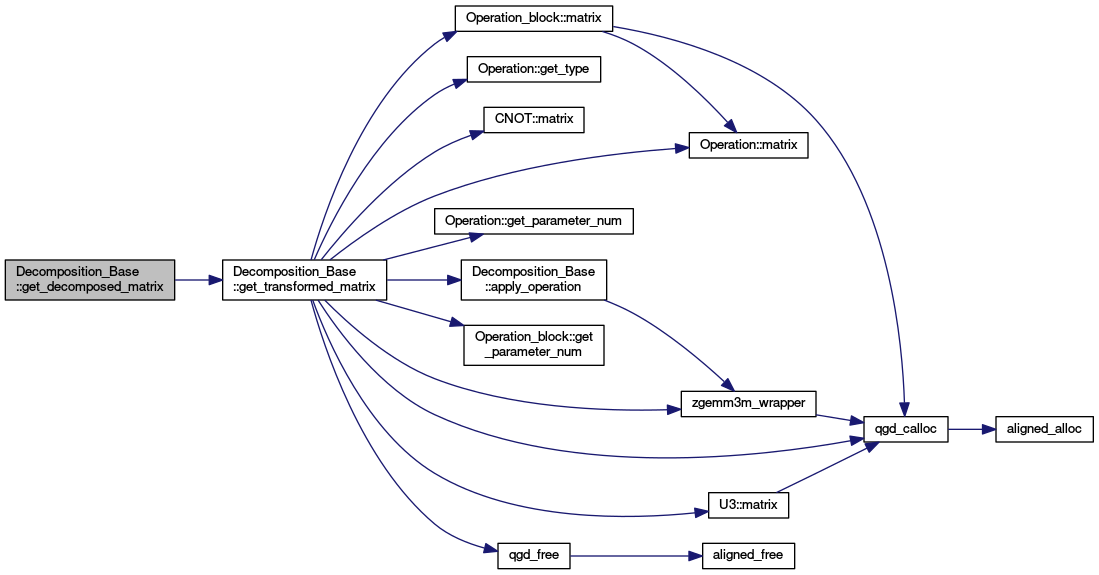 Operation_block::matrix
Operation::get_type
CNOT::matrix
Operation::matrix
Operation::get_parameter_num
Decomposition_Base
::get_decomposed_matrix
Decomposition_Base
::get_transformed_matrix
Decomposition_Base
::apply_operation
Operation_block::get
_parameter_num
zgemm3m_wrapper
qgd_calloc
aligned_alloc
U3::matrix
qgd_free
aligned_free